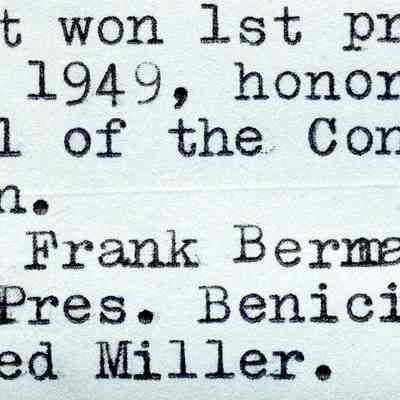 t won 1st pr
1949, honor
l of the Con
n.
Frank Berma
Pres. Benici
ed Miller.